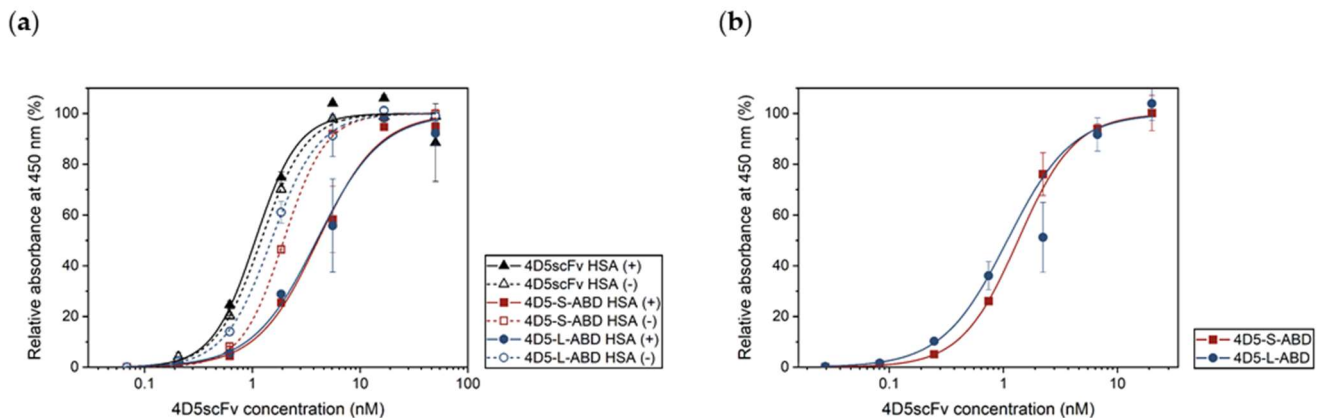 (a)
Relative absorbance at 450 nm (%)
100
80
60
40
20
0
0.1
1
10
100
4D5scFv concentration (nM)
4D5scFv HSA (+)
4D5scFv HSA (-)
4D5-S-ABD HSA (+)
4D5-S-ABD HSA (-)
4D5-L-ABD HSA (+)
4D5-L-ABD HSA (-)
(b)
Relative absorbance at 450 nm (%)
100
80
60
40
20
0
0.1
1
10
4D5scFv concentration (nM)
4D5-S-ABD
4D5-L-ABD